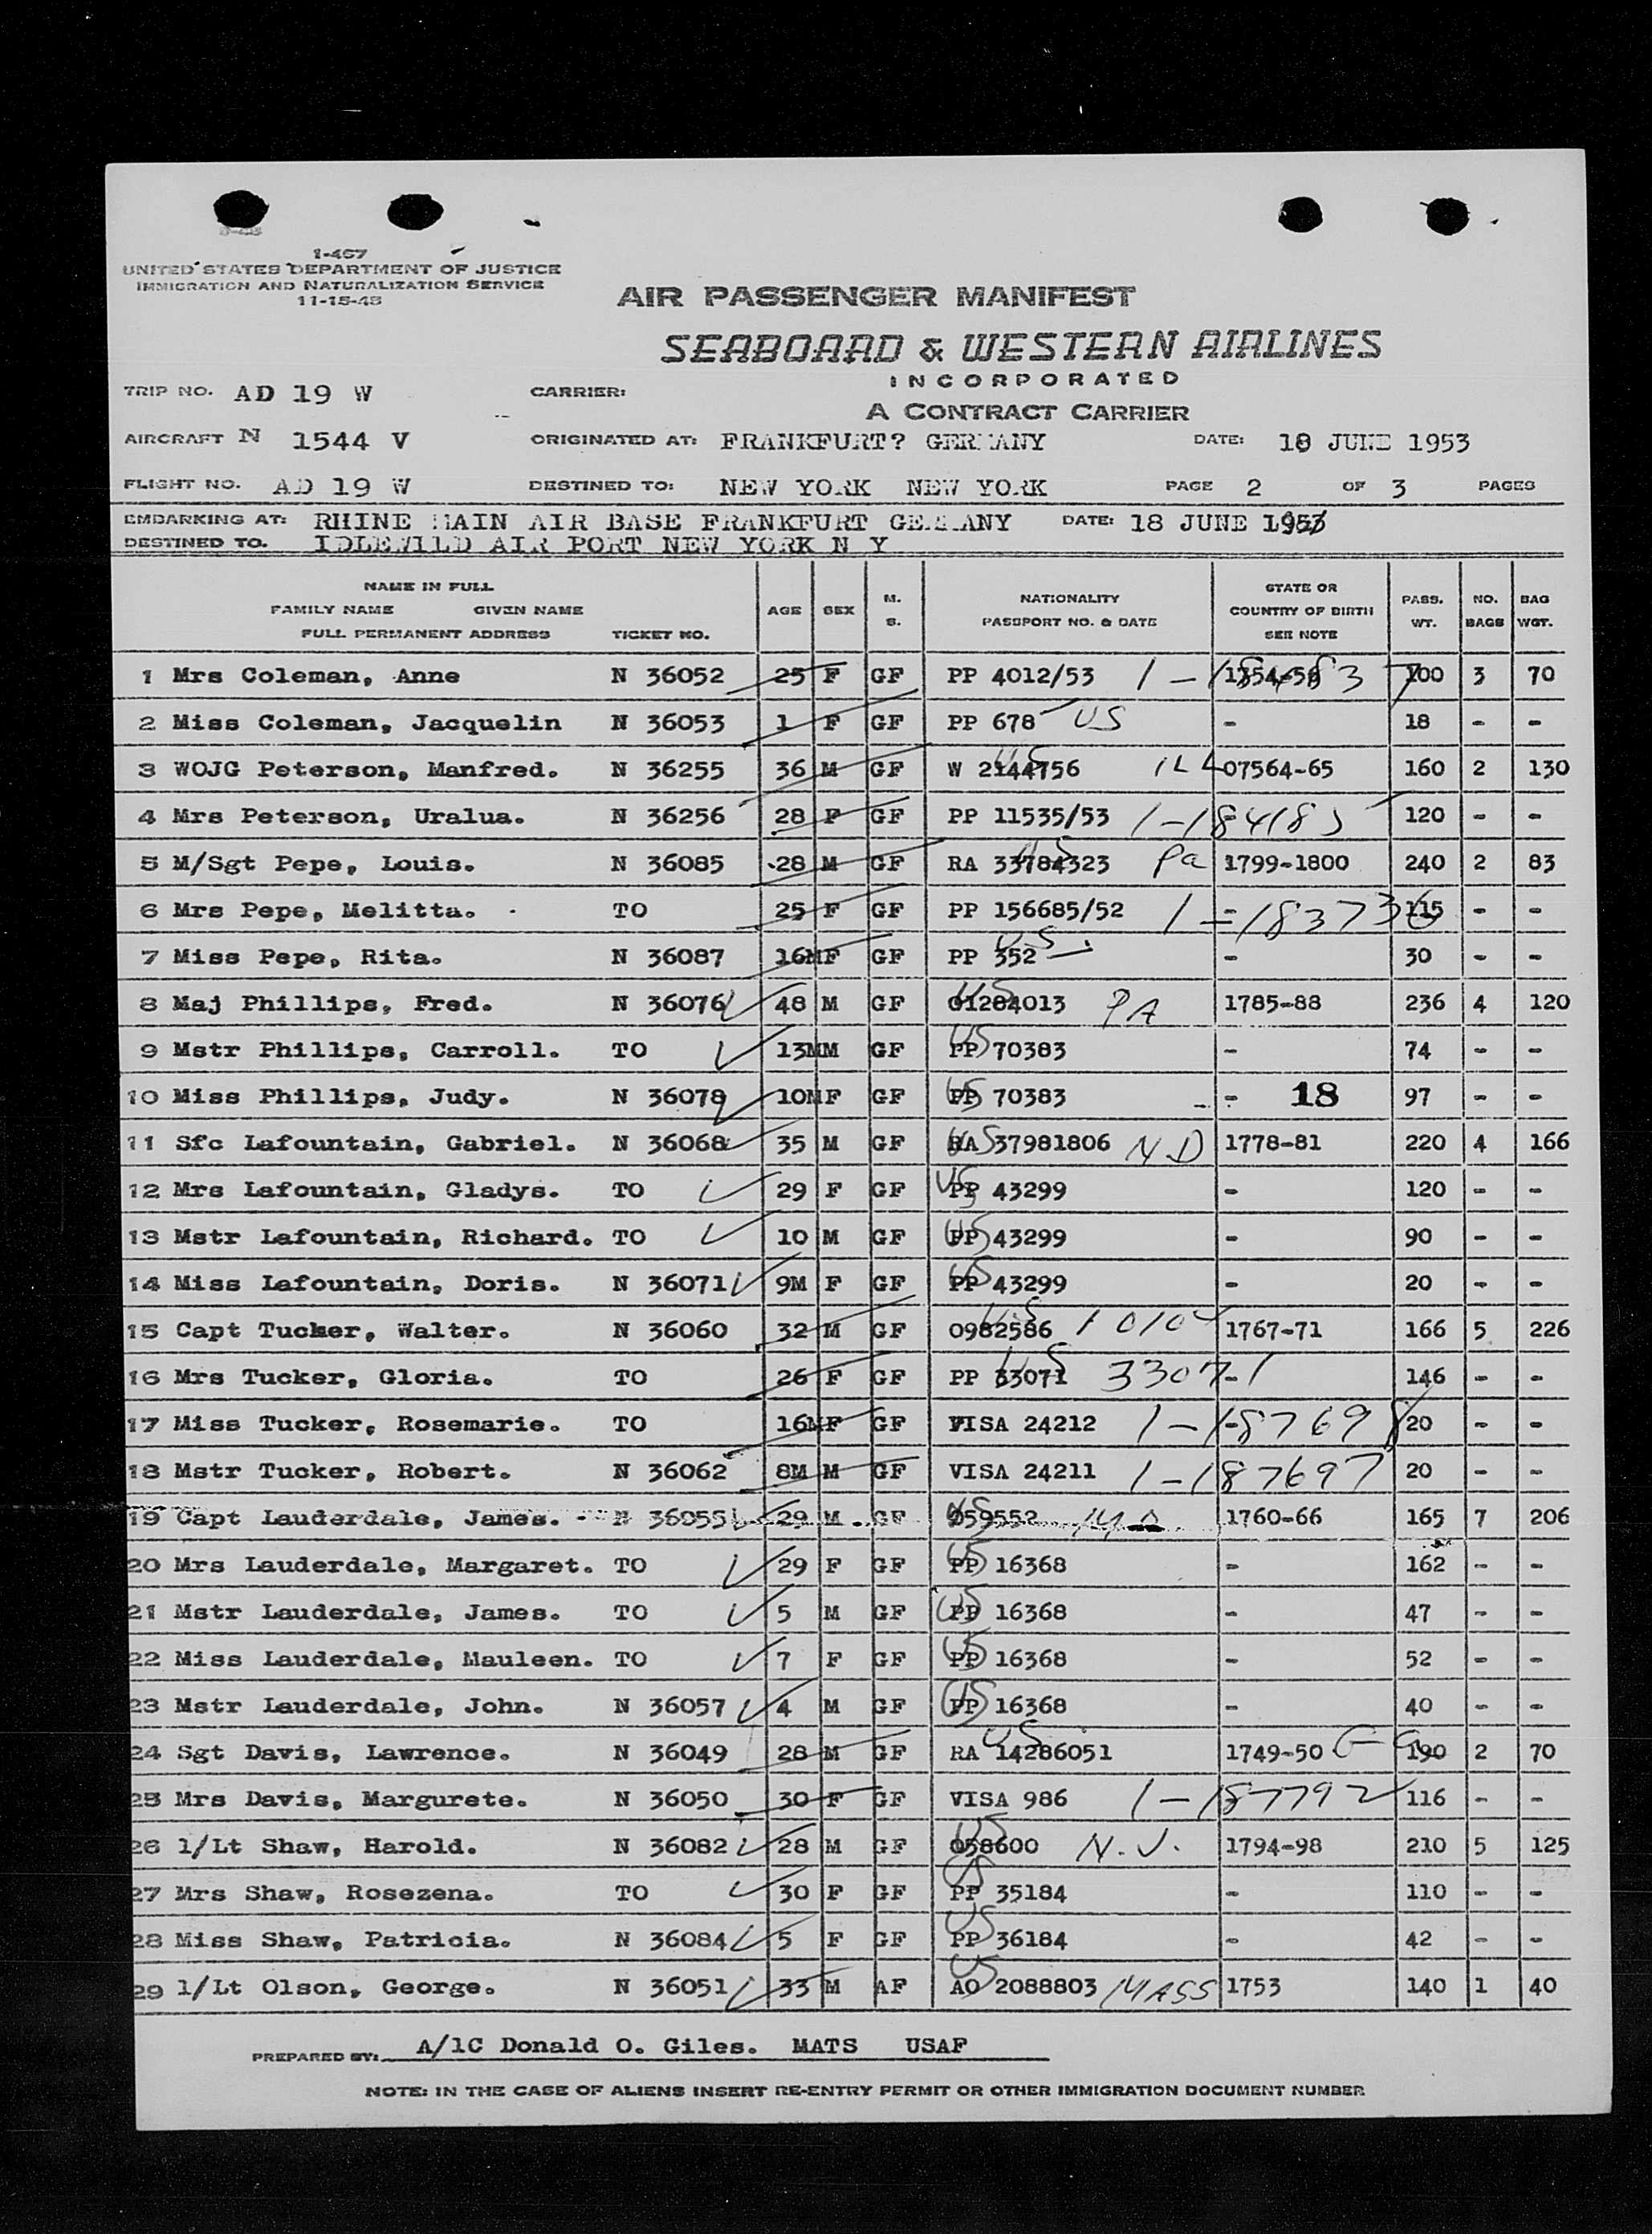 1-467
UNITED STATES DEPARTMENT OF JUSTICE
IMMIGRATION AND NATURALIZATION SERVICE
11-15-48
AIR PASSENGER MANIFEST
SEABOARD & WESTERN AIRLINES
INCORPORATED
A CONTRACT CARRIER
TRIP NO. AD 19 W CARRIER:
AIRCRAFT N 1544 V ORIGINATED AT: FRANKFURT? GERMANY DATE: 18 JUNE 1953
FLIGHT NO. AD 19 W DESTINED TO: NEW YORK NEW YORK PAGE 2 OF 3 PAGES
EMBARKING AT: RHINE MAIN AIR BASE FRANKFURT GERMANY DATE: 18 JUNE 1953
DESTINED TO. IDLEWILD AIR PORT NEW YORK N Y
NAME IN FULL
FAMILY NAME GIVEN NAME
FULL PERMANENT ADDRESS TICKET NO. AGE SEX M. S. NATIONALITY PASSPORT NO. & DATE STATE OR COUNTRY OF BIRTH SEE NOTE PASS. WT. NO. BAGS BAG WGT.
1 Mrs Coleman, Anne N 36052 25 F GF PP 4012/53 100 3 70
2 Miss Coleman, Jacquelin N 36053 1 F GF PP 678 US - 18 - -
3 WOJG Peterson, Manfred. N 36255 36 M GF W 2144756 US ILL 07564-65 160 2 130
4 Mrs Peterson, Uralua. N 36256 28 F GF PP 11535/53 1-184185 120 - -
5 M/Sgt Pepe, Louis. N 36085 28 M GF RA 33784323 US Pa 1799-1800 240 2 83
6 Mrs Pepe, Melitta. TO 25 F GF PP 156685/52 1-183736 - 115 - -
7 Miss Pepe, Rita. N 36087 16M F GF PP 352 US - 30 - -
8 Maj Phillips, Fred. N 36076 48 M GF 01284013 US PA 1785-88 236 4 120
9 Mstr Phillips, Carroll. TO 13M M GF PP 70383 US - 74 - -
10 Miss Phillips, Judy. N 36078 10M F GF PP 70383 US - 18 97 - -
11 Sfc Lafountain, Gabriel. N 36068 35 M GF RA 37981806 US N.D 1778-81 220 4 166
12 Mrs Lafountain, Gladys. TO 29 F GF PP 43299 US - 120 - -
13 Mstr Lafountain, Richard. TO 10 M GF PP 43299 US - 90 - -
14 Miss Lafountain, Doris. N 36071 9M F GF PP 43299 US - 20 - -
15 Capt Tucker, Walter. N 36060 32 M GF 0982586 US 1767-71 166 5 226
16 Mrs Tucker, Gloria. TO 26 F GF PP 33071 US 33071 - 146 - -
17 Miss Tucker, Rosemarie. TO 16M F GF VISA 24212 1-187698 - 20 - -
18 Mstr Tucker, Robert. N 36062 8M M GF VISA 24211 1-187697 20 - -
19 Capt Lauderdale, James. N 36055 29 M GF 059552 US 1760-66 165 7 206
20 Mrs Lauderdale, Margaret. TO 29 F GF PP 16368 US - 162 - -
21 Mstr Lauderdale, James. TO 5 M GF PP 16368 US - 47 - -
22 Miss Lauderdale, Mauleen. TO 7 F GF PP 16368 US - 52 - -
23 Mstr Lauderdale, John. N 36057 4 M GF PP 16368 US - 40 - -
24 Sgt Davis, Lawrence. N 36049 28 M GF RA 14286051 US 1749-50 Ga 190 2 70
25 Mrs Davis, Margurete. N 36050 30 F GF VISA 986 1-187792 116 - -
26 1/Lt Shaw, Harold. N 36082 28 M GF 058600 US N.J. 1794-98 210 5 125
27 Mrs Shaw, Rosezena. TO 30 F GF PP 35184 US - 110 - -
28 Miss Shaw, Patricia. N 36084 5 F GF PP 36184 US - 42 - -
29 1/Lt Olson, George. N 36051 33 M AF AO 2088803 US MASS 1753 140 1 40
PREPARED BY: A/1C Donald O. Giles. MATS USAF
NOTE: IN THE CASE OF ALIENS INSERT RE-ENTRY PERMIT OR OTHER IMMIGRATION DOCUMENT NUMBER